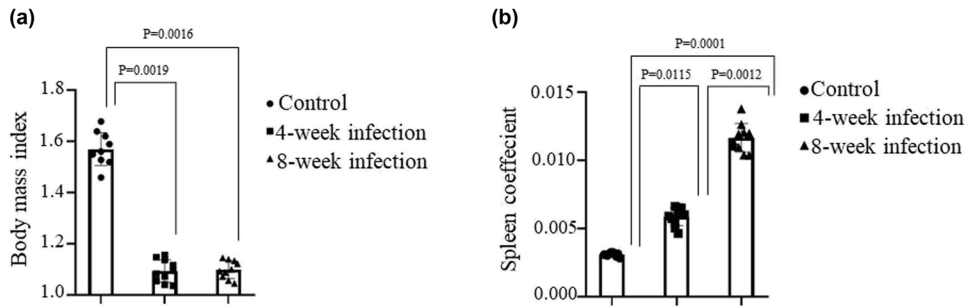 (a)
P=0.0016
P=0.0019
1.8
1.6
1.4
1.2
1.0
Body mass index
Control
4-week infection
8-week infection
(b)
P=0.0001
P=0.0115
P=0.0012
0.015
0.010
0.005
0.000
Spleen coeffecient
Control
4-week infection
8-week infection